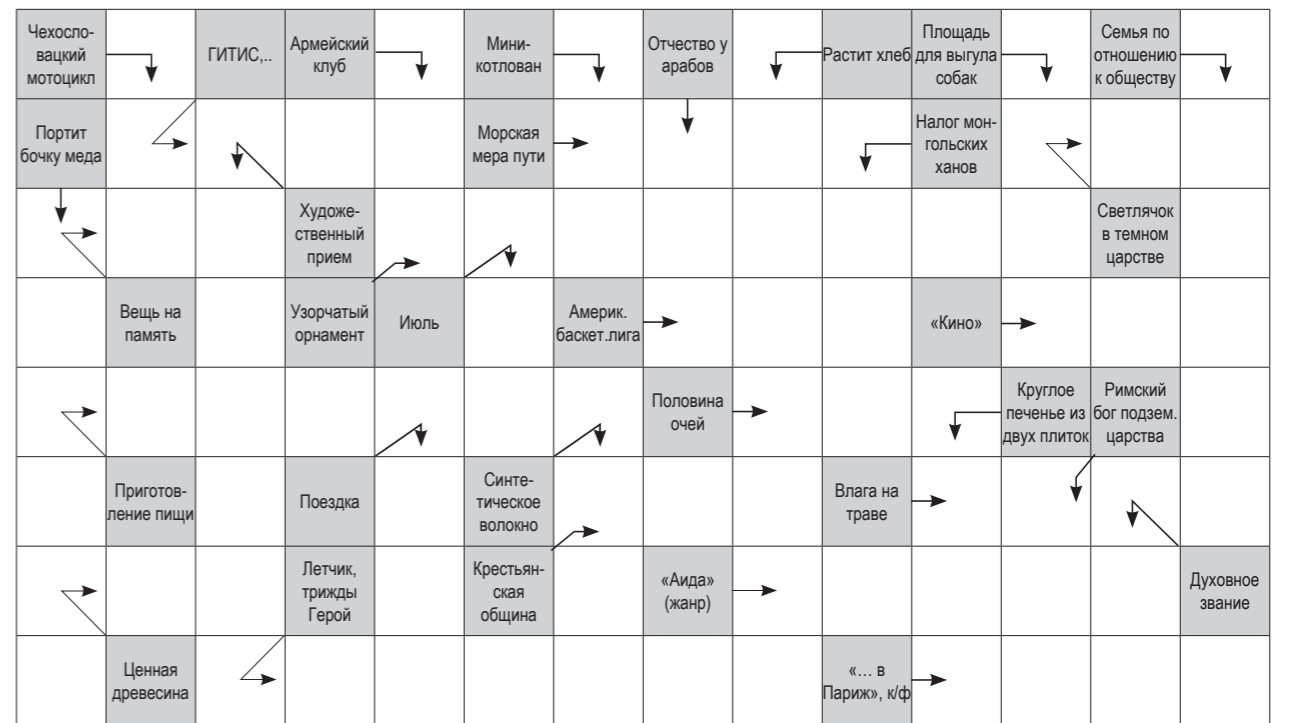 Чехосло-
вацкий
мотоцикл
ГИТИС,..
Армейский
клуб
Мини-
котлован
Отчество у
арабов
Растит хлеб
Площадь
для выгула
собак
Семья по
отношению
к обществу
Портит
бочку меда
Морская
мера пути
Налог мон-
гольских
ханов
Художе-
ственный
прием
Светлячок
в темном
царстве
Вещь на
память
Узорчатый
орнамент
Июль
Америк.
баскет.лига
«Кино»
Половина
очей
Круглое
печенье из
двух плиток
Римский
бог подзем.
царства
Приготов-
ление пищи
Поездка
Синте-
тическое
волокно
Влага на
траве
Летчик,
трижды
Герой
Крестьян-
ская
община
«Аида»
(жанр)
Духовное
звание
Ценная
древесина
«... в
Париж», к/ф